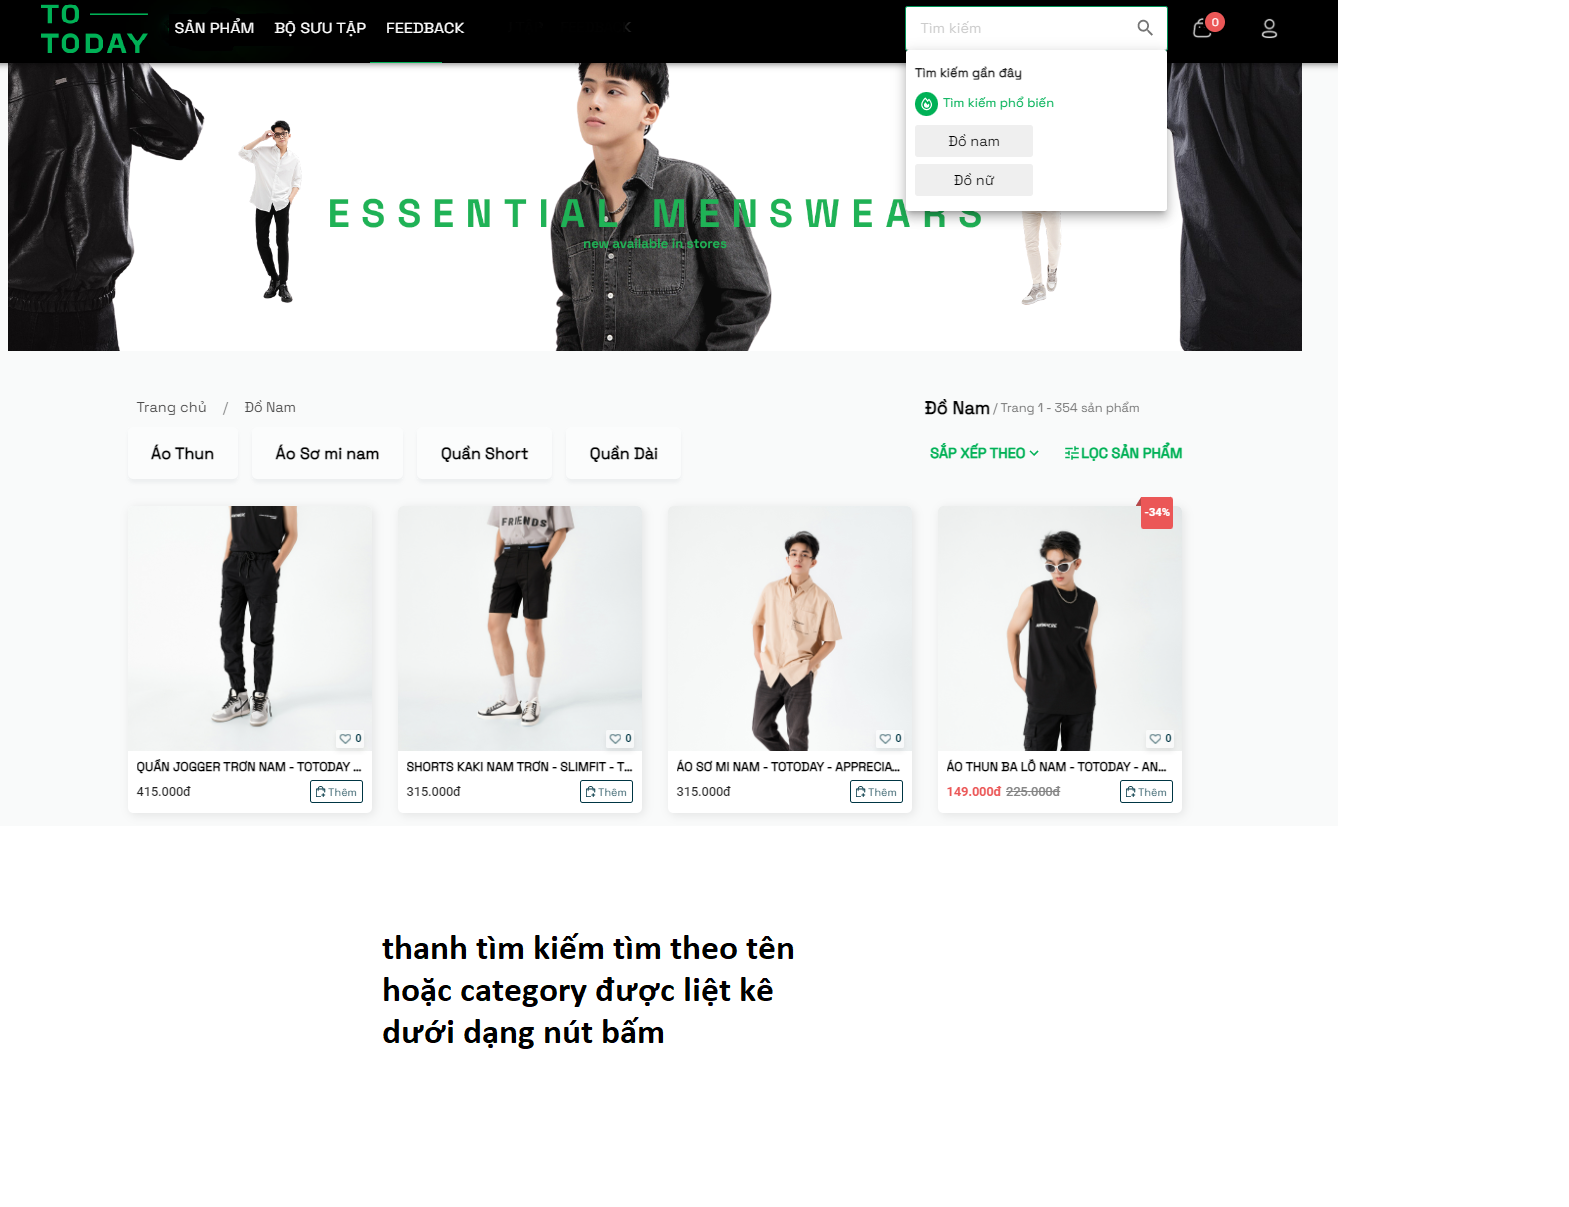 TO
TODAY
SẢN PHẨM BỘ SƯU TẬP FEEDBACK
Tìm kiếm
0
Tìm kiếm gần đây
Tìm kiếm phổ biến
Đồ nam
Đồ nữ
ESSENTIAL MENSWEARS
new available in stores
Trang chủ / Đồ Nam
Đồ Nam / Trang 1 - 354 sản phẩm
Áo Thun Áo Sơ mi nam Quần Short Quần Dài
SẮP XẾP THEO LỌC SẢN PHẨM
-34%
FRIENDS
0 0 0 0
QUẦN JOGGER TRƠN NAM - TOTODAY ...
415.000đ Thêm
SHORTS KAKI NAM TRƠN - SLIMFIT - T...
315.000đ Thêm
ÁO SƠ MI NAM - TOTODAY - APPRECIA...
315.000đ Thêm
ÁO THUN BA LỖ NAM - TOTODAY - AN...
149.000đ 225.000đ Thêm
thanh tìm kiếm tìm theo tên
hoặc category được liệt kê
dưới dạng nút bấm